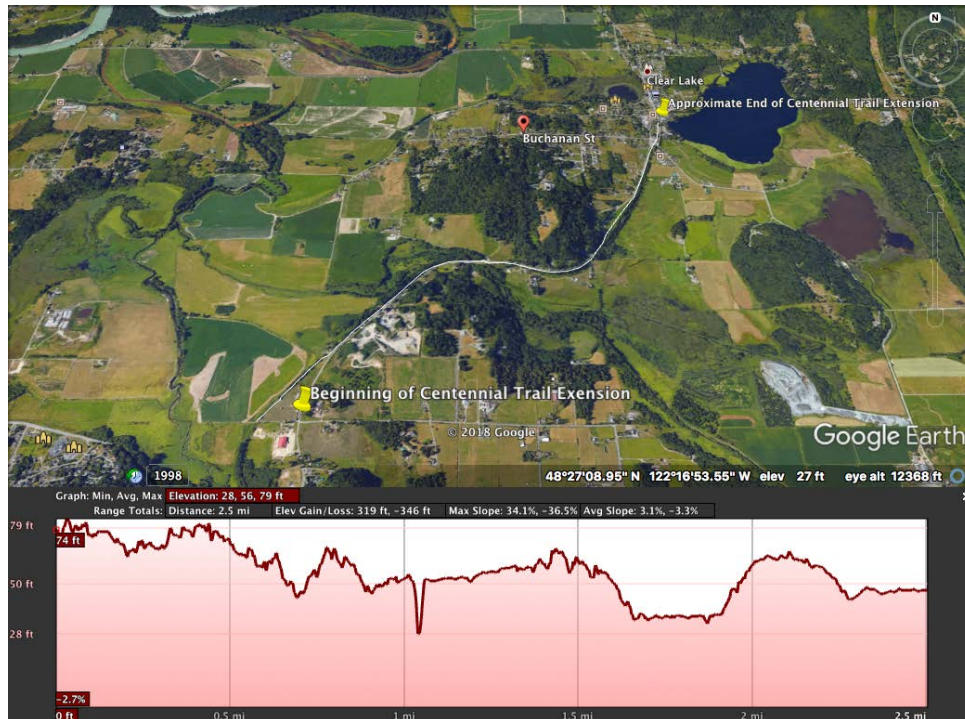 N
Clear Lake
Approximate End of Centennial Trail Extension
Buchanan St
Beginning of Centennial Trail Exension
© 2018 Google
Google Earth
1998
48°27'08.95" N 122°16'53.55" W elev 27 ft eye alt 12368 ft
Graph: Min, Avg, Max Elevation: 28, 56, 79 ft
Range Totals: Distance: 2.5 mi Elev Gain/Loss: 319 ft, -346 ft Max Slope: 34.1%, -36.5% Avg Slope: 3.1%, -3.3%
79 ft
74 ft
50 ft
28 ft
-2.7%
0 ft 0.5 mi 1 mi 1.5 mi 2 mi 2.5 mi